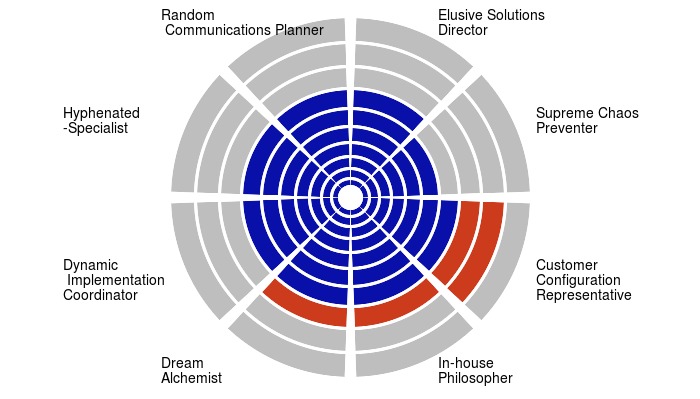 Random
Communications Planner
Elusive Solutions
Director
Hyphenated
-Specialist
Supreme Chaos
Preventer
Dynamic
Implementation
Coordinator
Customer
Configuration
Representative
Dream
Alchemist
In-house
Philosopher